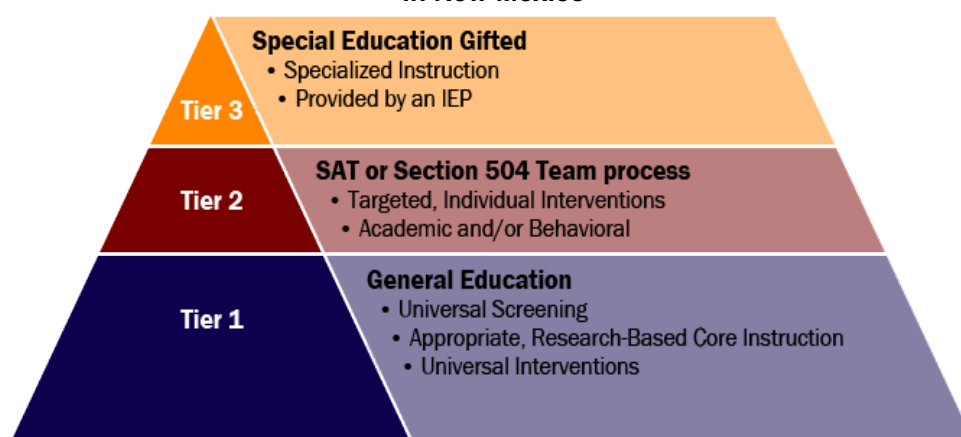 Special Education Gifted
• Specialized Instruction
• Provided by an IEP
Tier 3
SAT or Section 504 Team process
• Targeted, Individual Interventions
• Academic and/or Behavioral
Tier 2
General Education
• Universal Screening
• Appropriate, Research-Based Core Instruction
• Universal Interventions
Tier 1